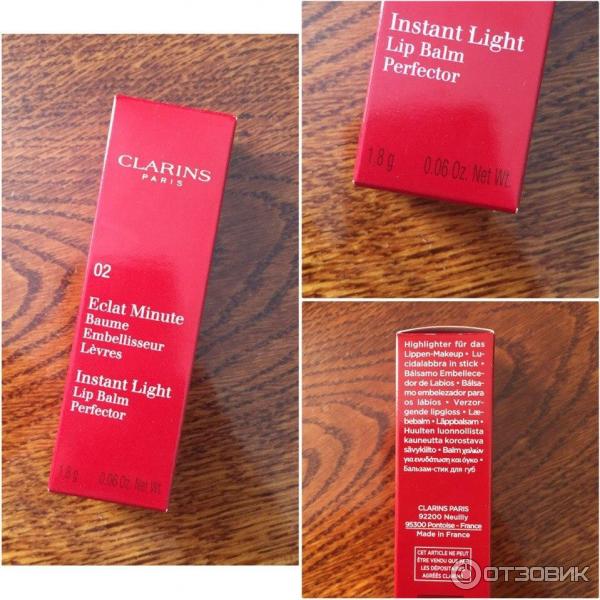 CLARINS
PARIS
02
Eclat Minute
Baume
Embellisseur
Lèvres
Instant Light
Lip Balm
Perfector
1,8 g 0.06 Oz. Net Wt.
Instant Light
Lip Balm
Perfector
1,8 g 0.06 Oz. Net Wt.
Highlighter für das
Lippen-Makeup • Lu-
cidalabbra in stick •
Bálsamo Embellece-
dor de Labios • Bálsa-
mo embelezador para
os lábios • Verzor-
gende lipgloss • Læ-
bebalm • Läppbalsam •
Huulten luonnollista
kauneutta korostava
sävykiilto • Balm χειλιών
για ενυδάτωση και όγκο •
Бальзам-стик для губ
CLARINS PARIS
92200 Neuilly
95300 Pontoise - France
Made in France
CET ARTICLE NE PEUT
ÊTRE VENDU QUE PAR
LES DÉPOSITAIRES
AGRÉÉS CLARINS
ОТЗОВИК